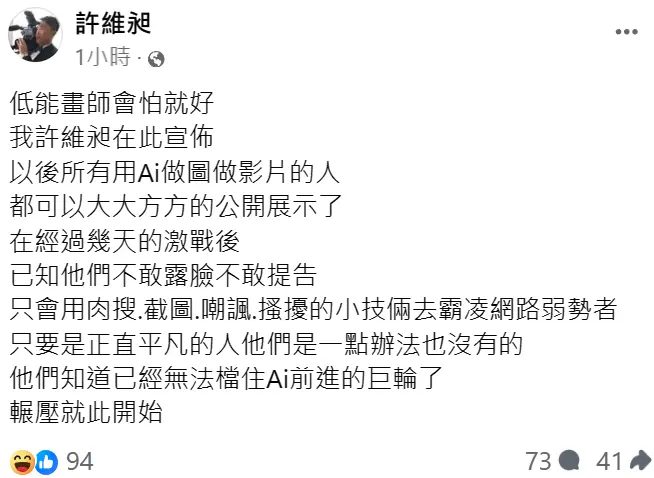 許維昶
1小時
低能畫師會怕就好
我許維昶在此宣佈
以後所有用Ai做圖做影片的人
都可以大大方方的公開展示了
在經過幾天的激戰後
已知他們不敢露臉不敢提告
只會用肉搜.截圖.嘲諷.搔擾的小技倆去霸凌網路弱勢者
只要是正直平凡的人他們是一點辦法也沒有的
他們知道已經無法檔住Ai前進的巨輪了
輾壓就此開始
94 73 41